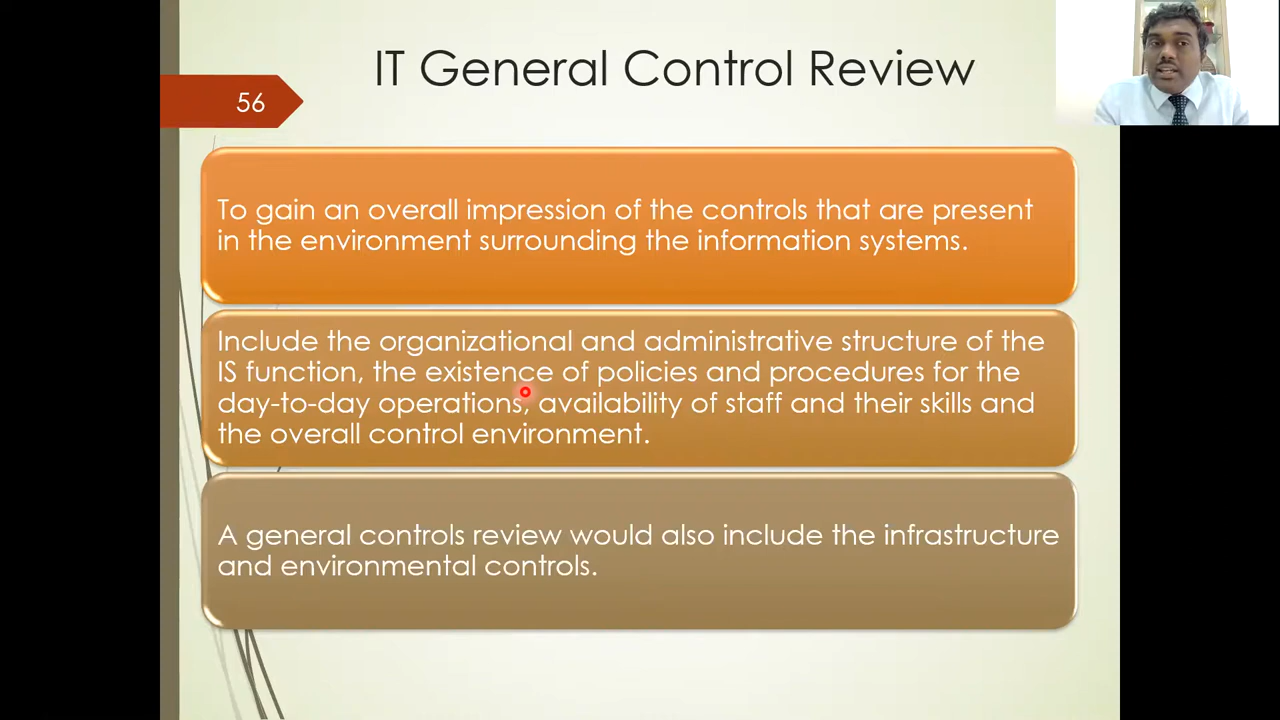 IT General Control Review
56
To gain an overall impression of the controls that are present
in the environment surrounding the information systems.
Include the organizational and administrative structure of the
IS function, the existence of policies and procedures for the
day-to-day operations, availability of staff and their skills and
the overall control environment.
A general controls review would also include the infrastructure
and environmental controls.